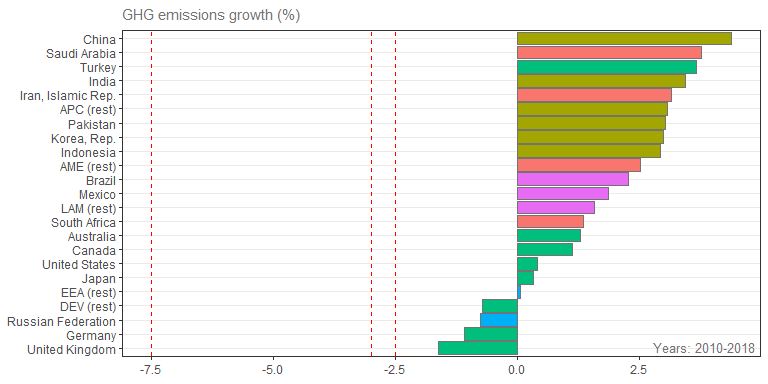 GHG emissions growth (%)
China
Saudi Arabia
Turkey
India
Iran, Islamic Rep.
APC (rest)
Pakistan
Korea, Rep.
Indonesia
AME (rest)
Brazil
Mexico
LAM (rest)
South Africa
Australia
Canada
United States
Japan
EEA (rest)
DEV (rest)
Russian Federation
Germany
United Kingdom
Years: 2010-2018
-7.5 -5.0 -2.5 0.0 2.5